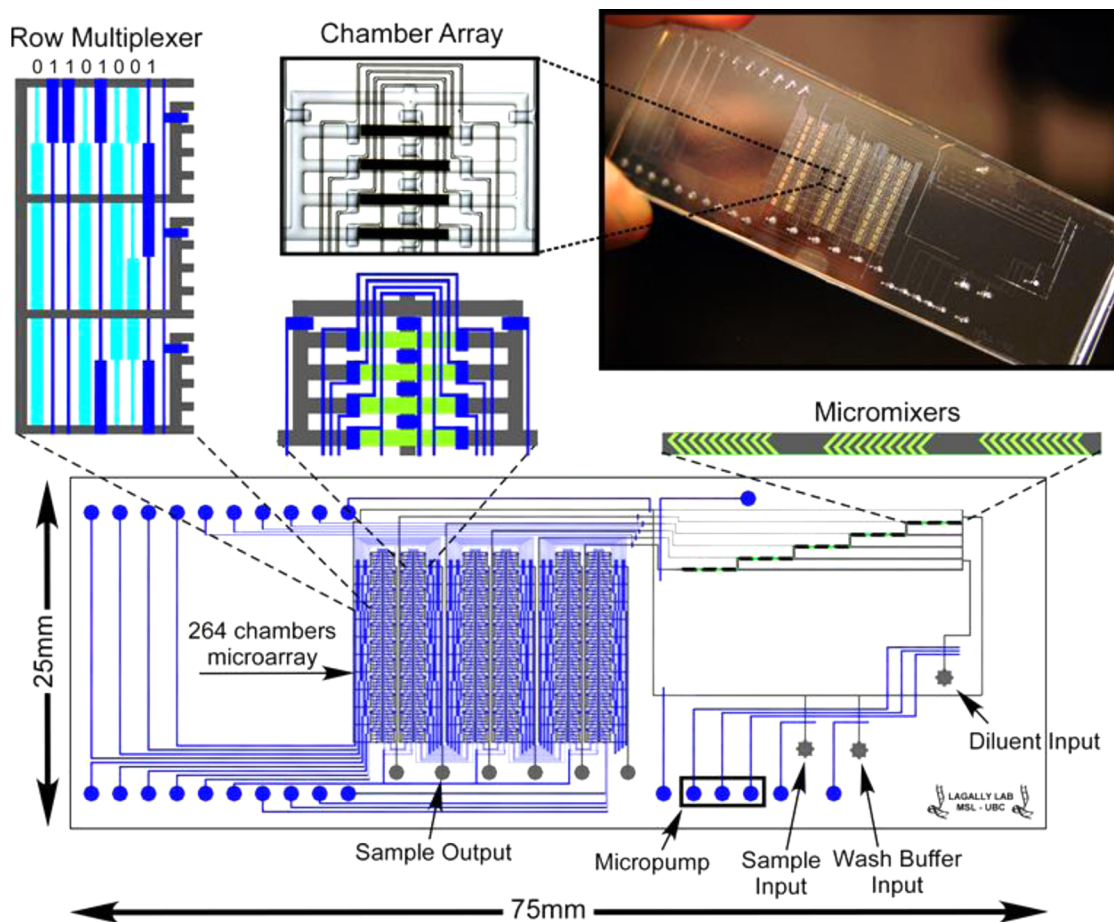 Row Multiplexer
01101001
Chamber Array
Micromixers
25mm
264 chambers
microarray
Diluent Input
LAGALLY LAB
MSL - UBC
Sample Output
Micropump
Sample
Input
Wash Buffer
Input
75mm